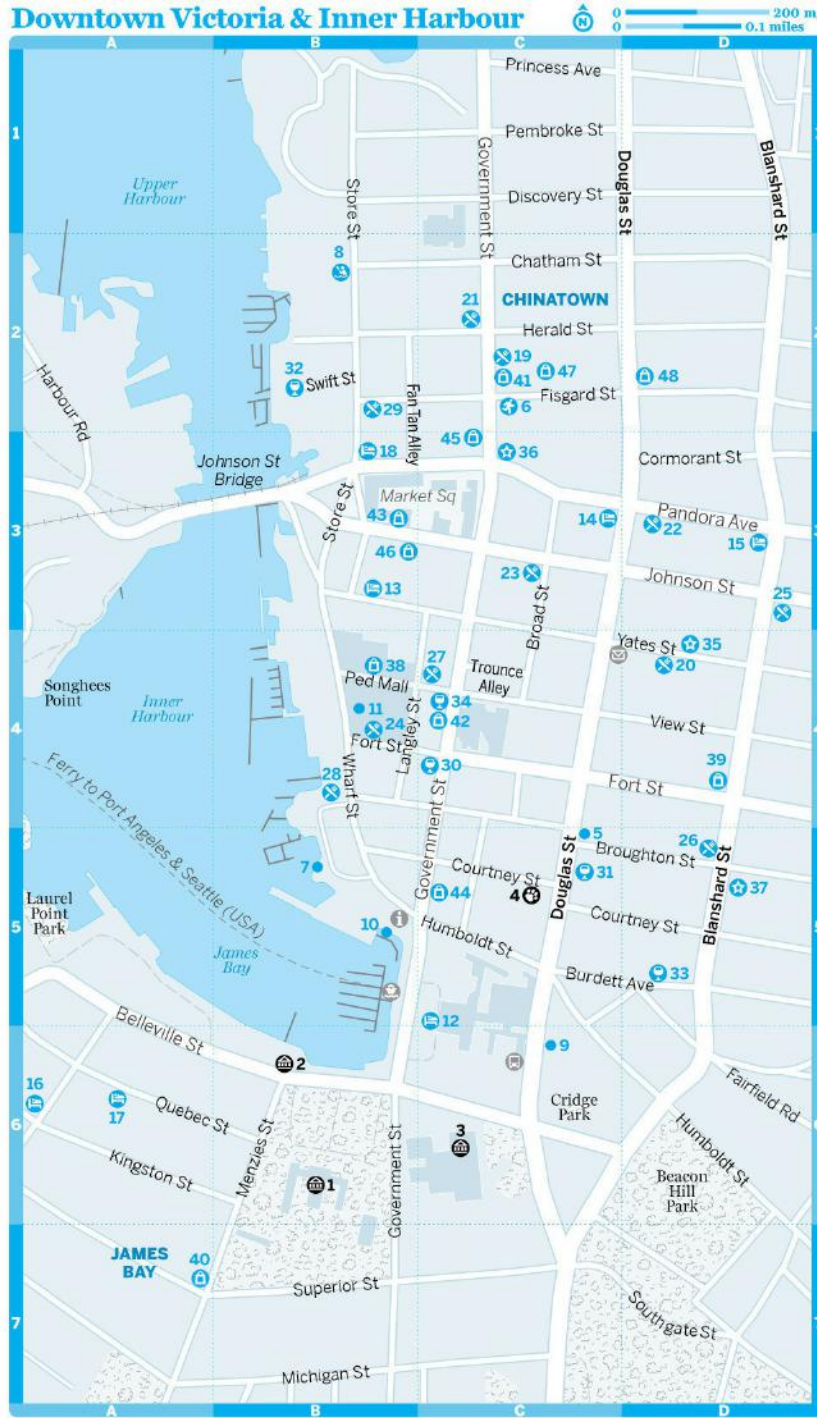 Downtown Victoria & Inner Harbour
N
0 200 m
0 0.1 miles
A B C D
Princess Ave
1
Pembroke St
Government St
Douglas St
Blanshard St
Upper
Harbour
Store St
Discovery St
8
Chatham St
21
CHINATOWN
2
Herald St
19
32
Swift St
41
47
48
Harbour Rd
Fan Tan Alley
29
6
Fisgard St
45
18
36
Johnson St
Bridge
Cormorant St
Market Sq
Store St
43
14
Pandora Ave
22
3
46
15
23
Johnson St
13
Broad St
25
Yates St
35
38
27
20
Ped Mall
Trounce
Alley
Songhees
Point
Inner
Harbour
34
11
42
View St
4
24
Langley St
Fort St
39
30
28
Wharf St
Fort St
Ferry to Port Angeles & Seattle (USA)
Government St
5
26
Broughton St
7
Courtney St
Douglas St
31
Blanshard St
37
44
4
Laurel
Point
Park
Courtney St
10
Humboldt St
5
James
Bay
33
Burdett Ave
12
Belleville St
9
2
16
17
Quebec St
Cridge
Park
Fairfield Rd
6
3
Humboldt St
Kingston St
Menzies St
1
Government St
Beacon
Hill
Park
JAMES
BAY
40
Superior St
Southgate St
7
Michigan St
A B C D